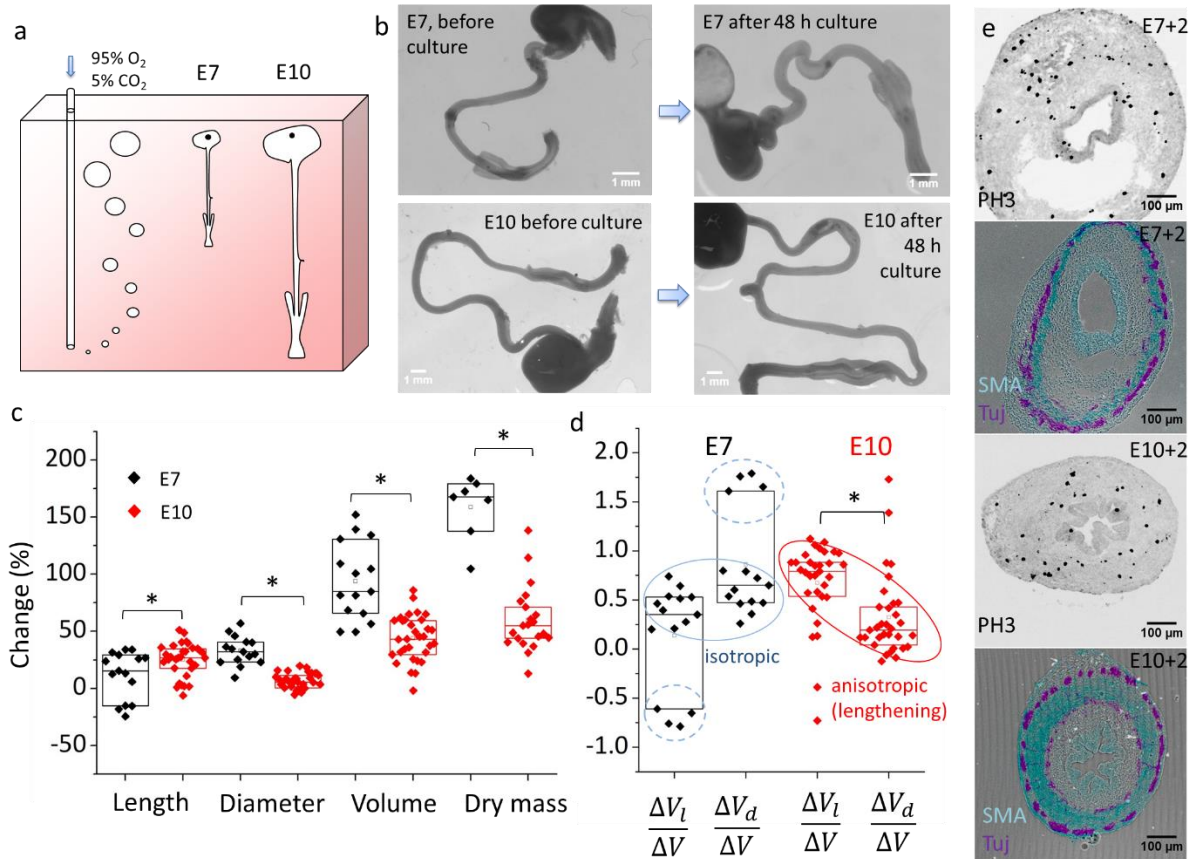 a
95% O₂
5% CO₂
E7
E10
b
E7, before
culture
1 mm
E7 after 48 h culture
1 mm
E10 before culture
1 mm
E10 after
48 h
culture
1 mm
c
Change (%)
200
150
100
50
0
-50
E7
E10
*
*
*
*
Length
Diameter
Volume
Dry mass
d
E7
E10
2.0
1.5
1.0
0.5
0.0
-0.5
-1.0
*
isotropic
anisotropic
(lengthening)
ΔV_l/ΔV
ΔV_d/ΔV
ΔV_l/ΔV
ΔV_d/ΔV
e
E7+2
PH3
100 µm
E7+2
SMA
Tuj
100 µm
E10+2
PH3
100 µm
E10+2
SMA
Tuj
100 µm